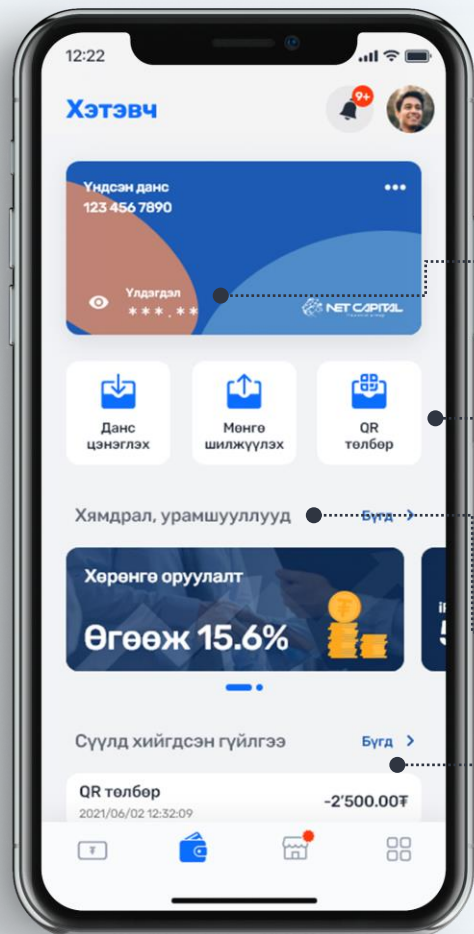 12:22
Хэтэвч
9+
Үндсэн данс
123 456 7890
Үлдэгдэл
***.**
NET CAPITAL
Данс
цэнэглэх
Мөнгө
шилжүүлэх
QR
төлбөр
Хямдрал, урамшууллууд
Бүгд >
Хөрөнгө оруулалт
Өгөөж 15.6%
Сүүлд хийгдсэн гүйлгээ
Бүгд >
QR төлбөр
2021/06/02 12:32:09
-2'500.00₮